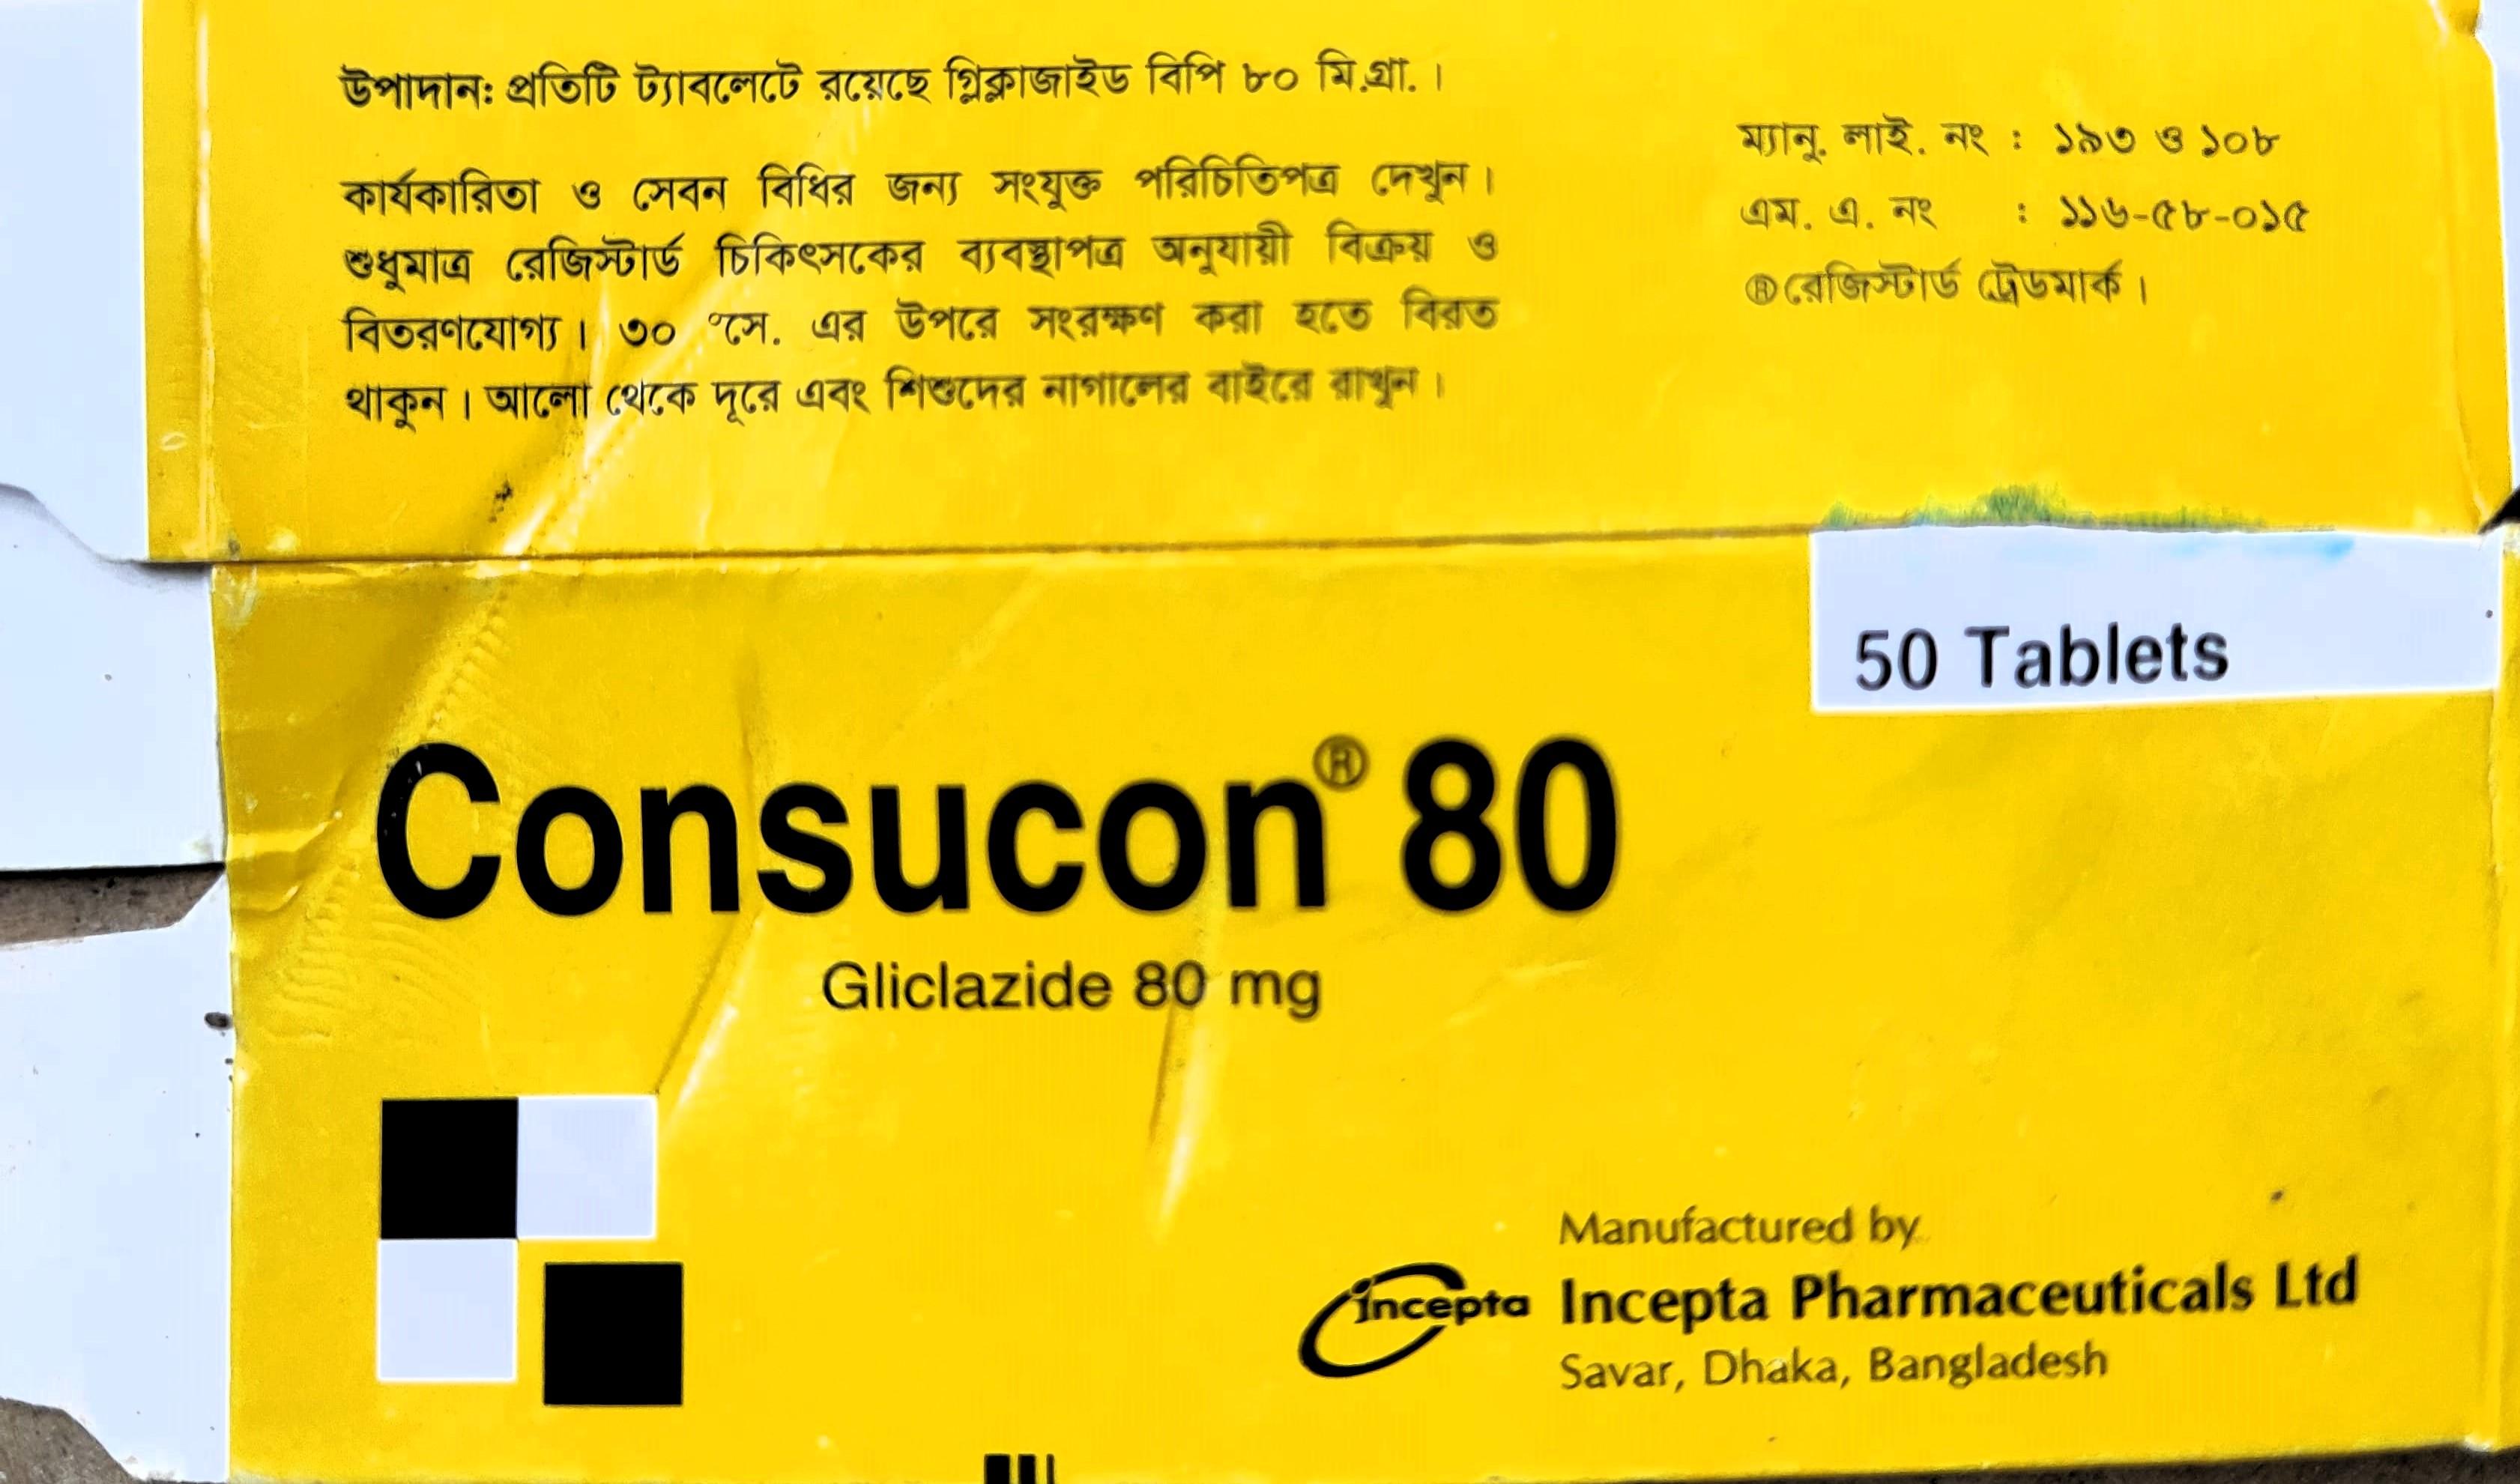 উপাদান: প্রতিটি ট্যাবলেটে রয়েছে গ্লিক্লাজাইড বিপি ৮০ মি.গ্রা. ।
কার্যকারিতা ও সেবন বিধির জন্য সংযুক্ত পরিচিতিপত্র দেখুন।
শুধুমাত্র রেজিস্টার্ড চিকিৎসকের ব্যবস্থাপত্র অনুযায়ী বিক্রয় ও
বিতরণযোগ্য। ৩০ °সে. এর উপরে সংরক্ষণ করা হতে বিরত
থাকুন। আলো থেকে দূরে এবং শিশুদের নাগালের বাইরে রাখুন।
ম্যানু. লাই. নং : ১৯৩ ও ১০৮
এম. এ. নং : ১১৬-৫৮-০১৫
®রেজিস্টার্ড ট্রেডমার্ক।
50 Tablets
Consucon® 80
Gliclazide 80 mg
Manufactured by
incepta Incepta Pharmaceuticals Ltd
Savar, Dhaka, Bangladesh